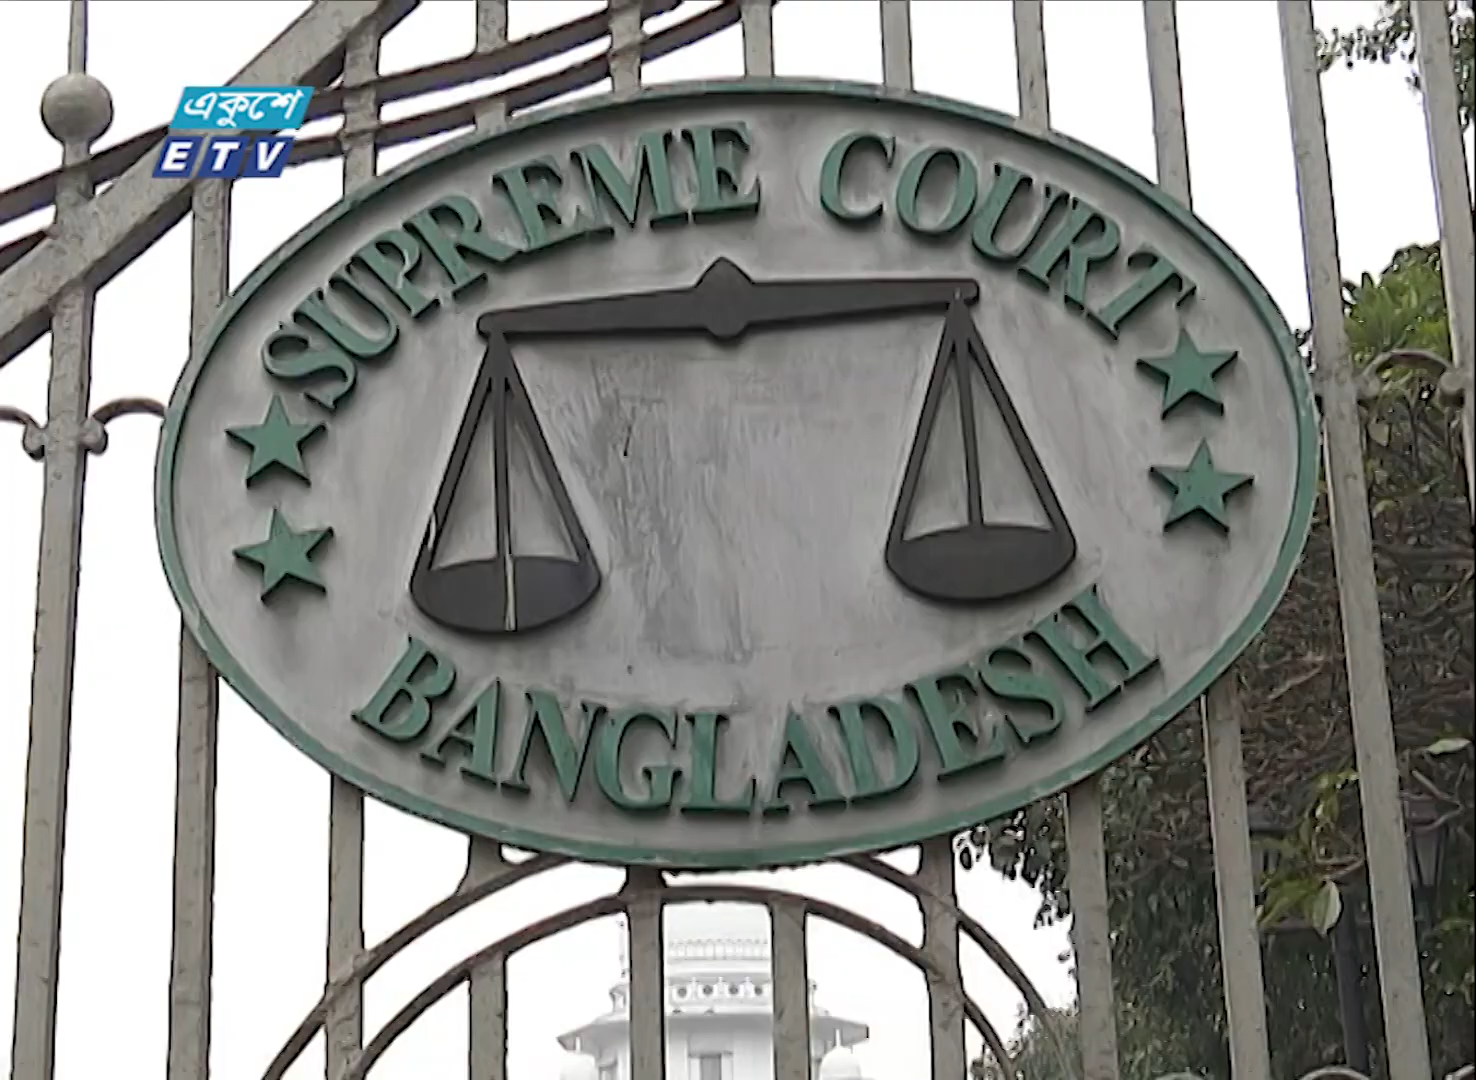 একুশে
ETV
SUPREME COURT
BANGLADESH